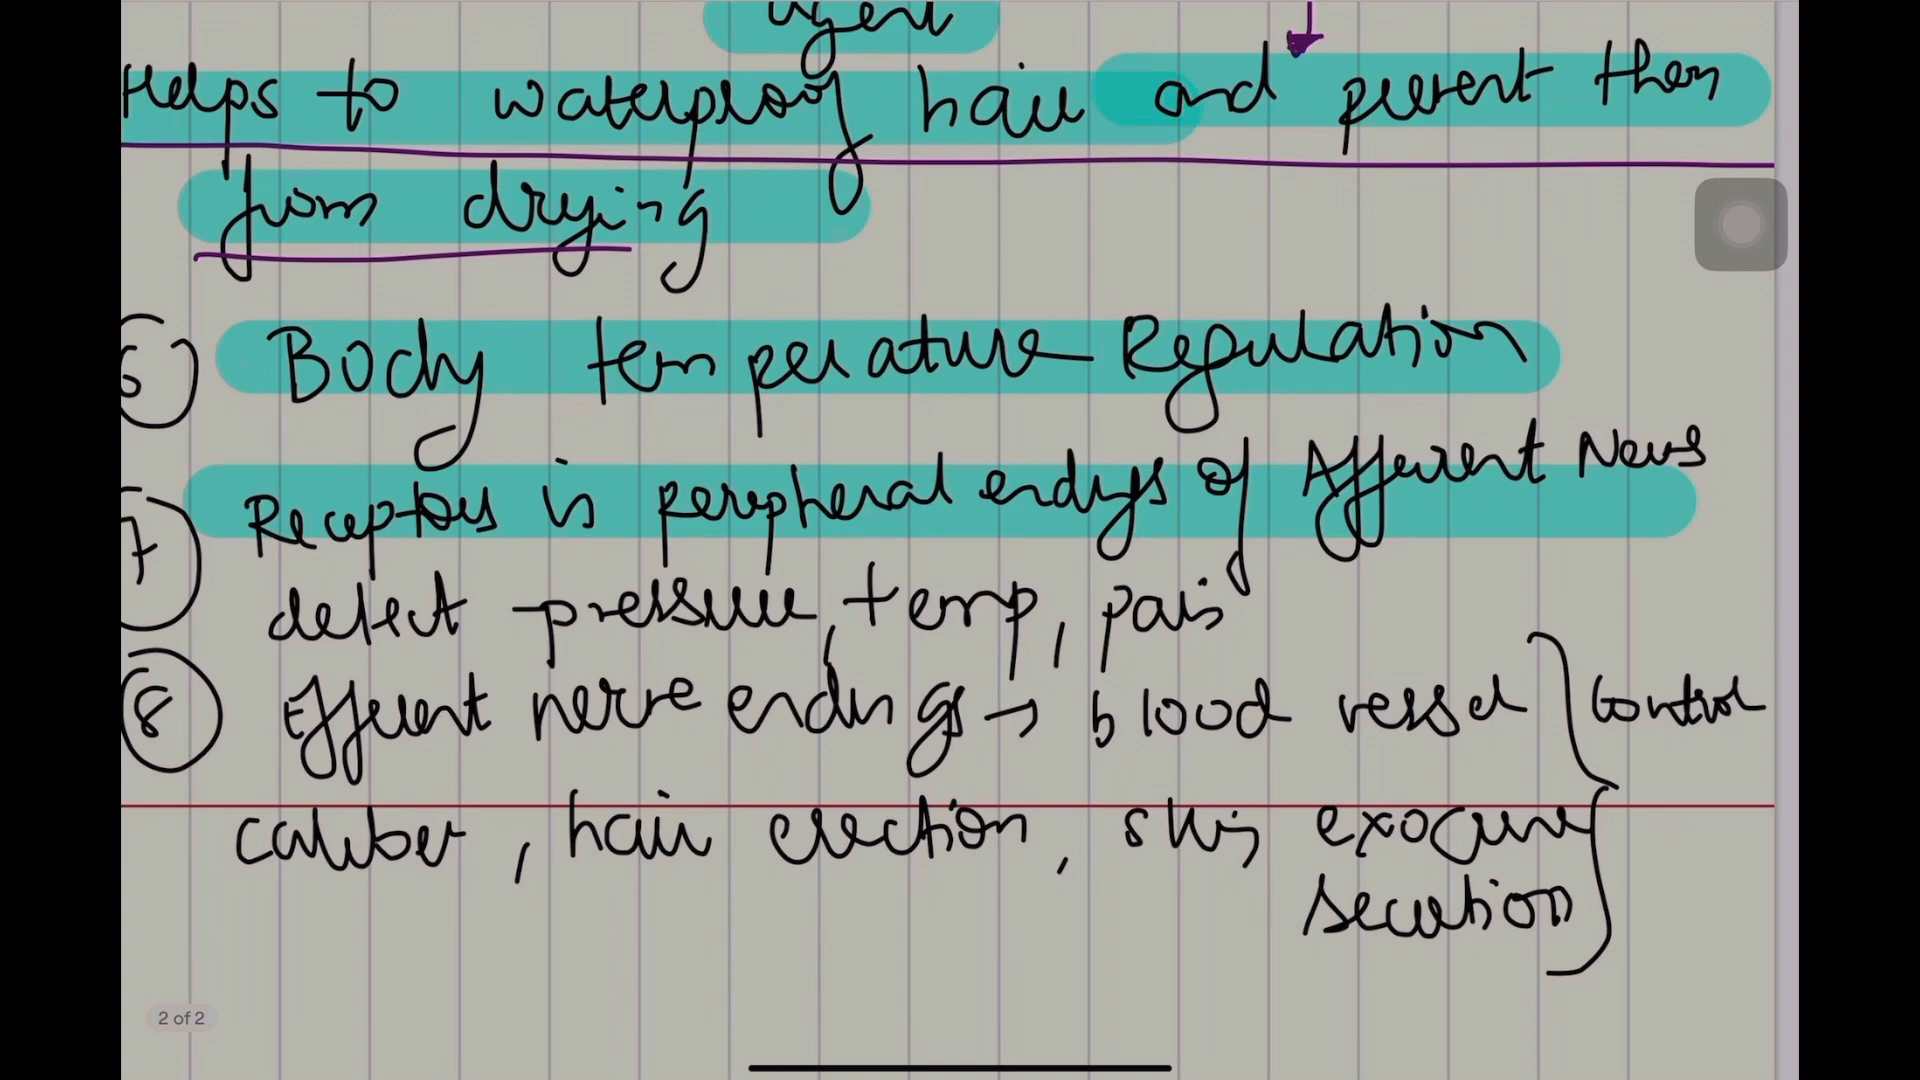 agent
Helps to waterproof hair and prevent them
from drying
6 Body temperature Regulation
7 Receptors in peripheral endings of Afferent Nerves
detect pressure, temp, pain
8 Efferent nerve endings → blood vessel } Control
caliber, hair erection, skin exocrine
secretion
2 of 2